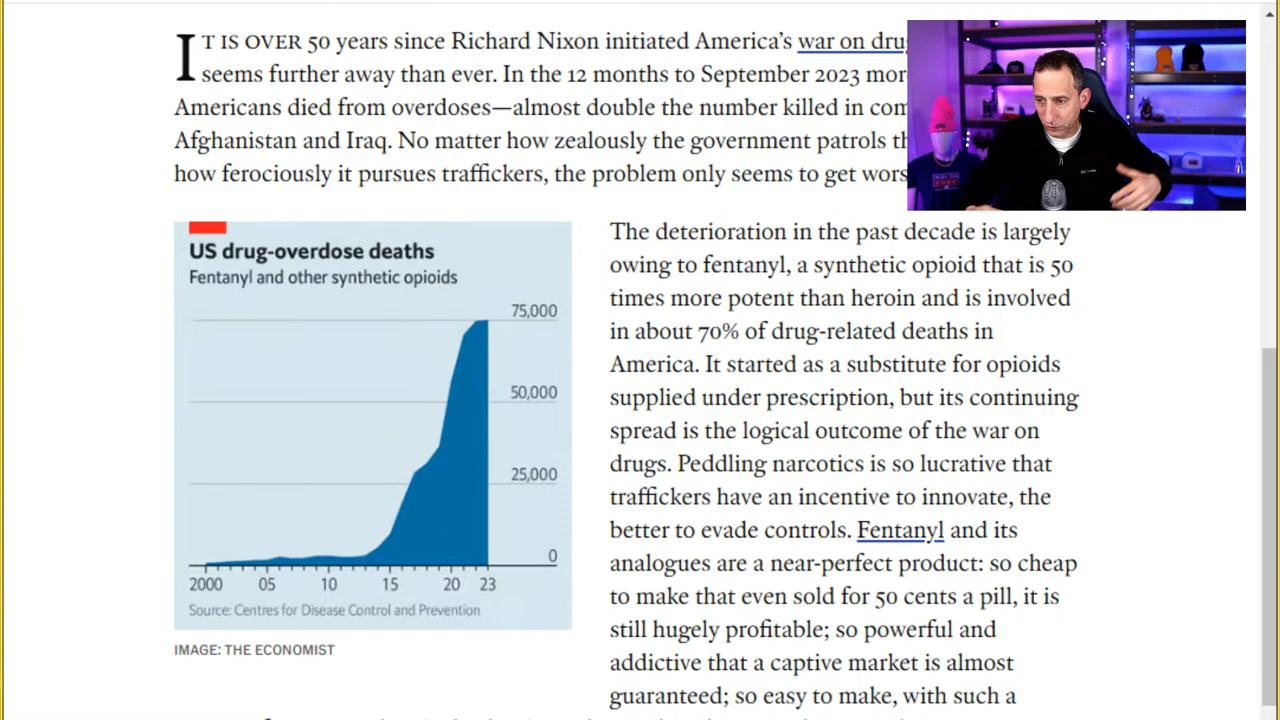 IT IS OVER 50 years since Richard Nixon initiated America's war on dru
seems further away than ever. In the 12 months to September 2023 mor
Americans died from overdoses—almost double the number killed in com
Afghanistan and Iraq. No matter how zealously the government patrols th
how ferociously it pursues traffickers, the problem only seems to get wors
US drug-overdose deaths
Fentanyl and other synthetic opioids
75,000
50,000
25,000
0
2000 05 10 15 20 23
Source: Centres for Disease Control and Prevention
IMAGE: THE ECONOMIST
The deterioration in the past decade is largely
owing to fentanyl, a synthetic opioid that is 50
times more potent than heroin and is involved
in about 70% of drug-related deaths in
America. It started as a substitute for opioids
supplied under prescription, but its continuing
spread is the logical outcome of the war on
drugs. Peddling narcotics is so lucrative that
traffickers have an incentive to innovate, the
better to evade controls. Fentanyl and its
analogues are a near-perfect product: so cheap
to make that even sold for 50 cents a pill, it is
still hugely profitable; so powerful and
addictive that a captive market is almost
guaranteed; so easy to make, with such a